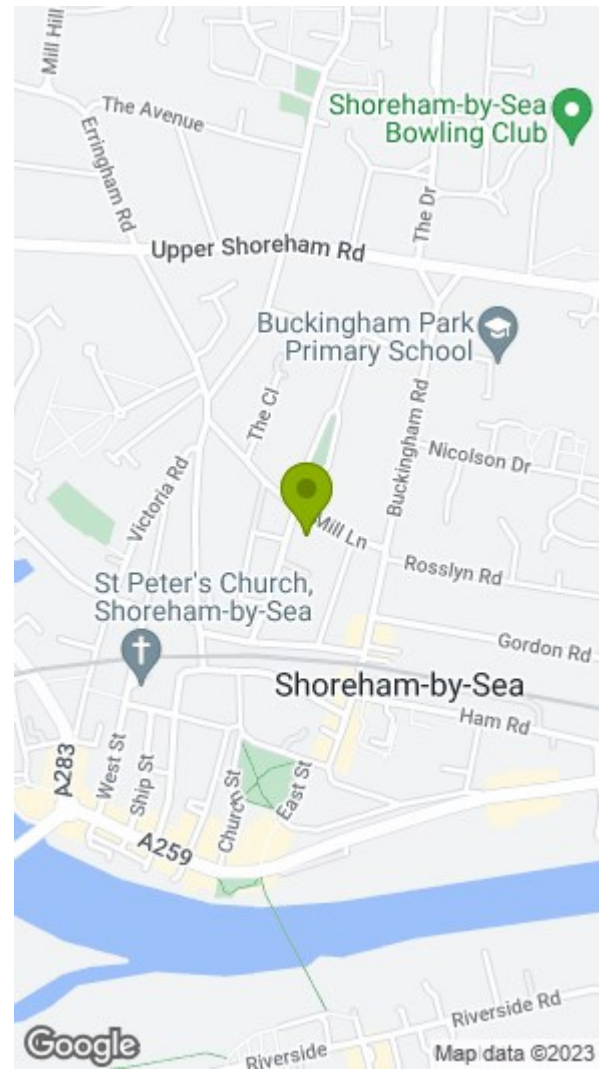 Mill Hill
The Avenue
Erringham Rd
Shoreham-by-Sea
Bowling Club
The Dr
Upper Shoreham Rd
Buckingham Park
Primary School
The Cl
Buckingham Rd
Nicolson Dr
Victoria Rd
Mill Ln
Rosslyn Rd
St Peter's Church,
Shoreham-by-Sea
Gordon Rd
Shoreham-by-Sea
Ham Rd
A283
West St
Ship St
Church St
East St
A259
Riverside Rd
Riverside
Google
Map data ©2023